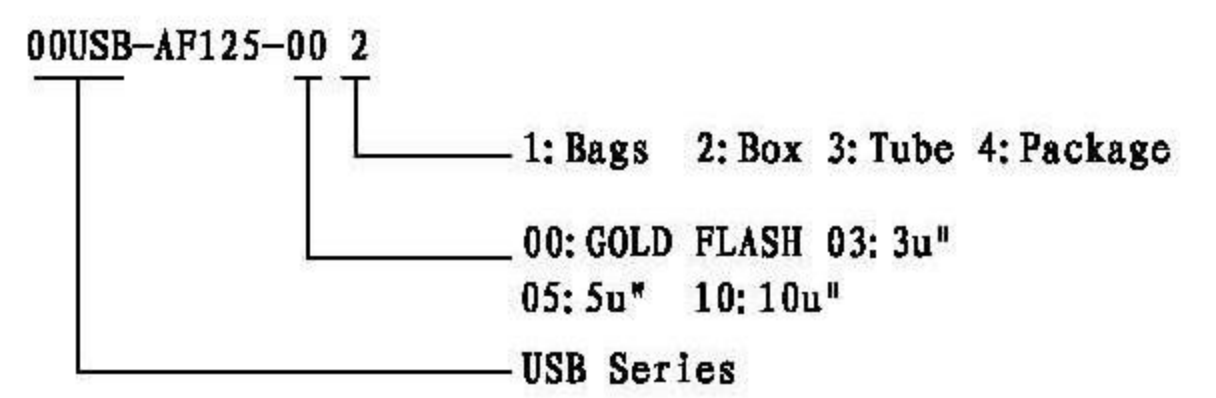 00USB-AF125-00 2
1: Bags 2: Box 3: Tube 4: Package
00: GOLD FLASH 03: 3u"
05: 5u" 10: 10u"
USB Series